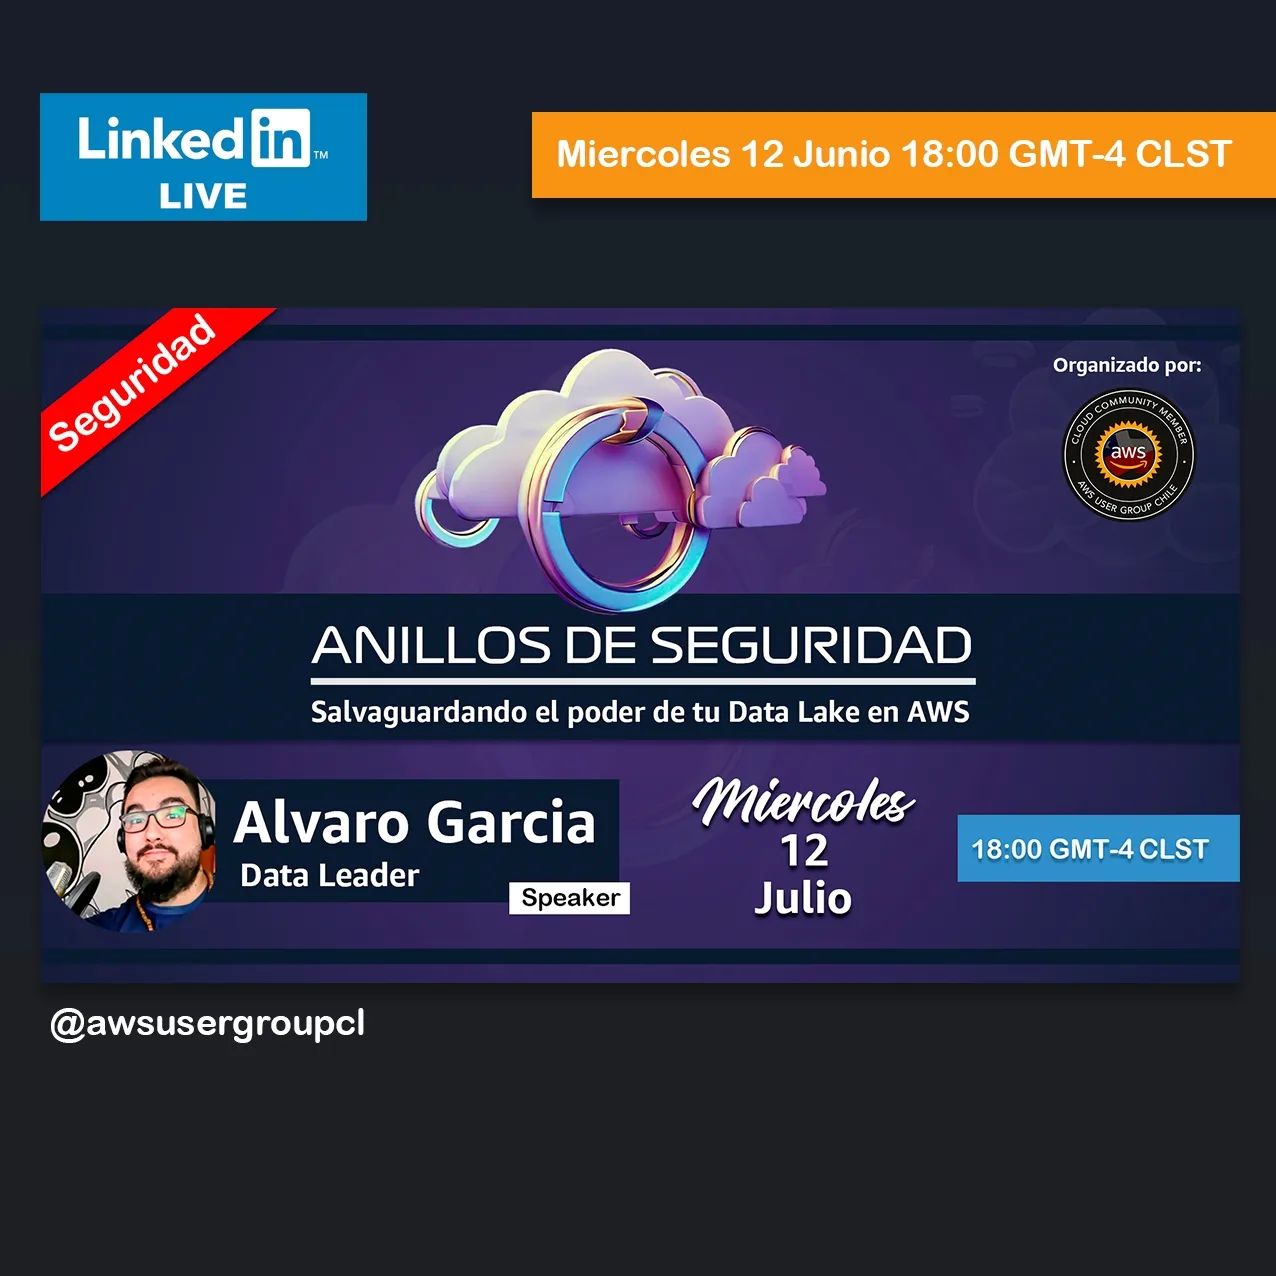 Linkedin™
LIVE
Miercoles 12 Junio 18:00 GMT-4 CLST
Seguridad
Organizado por:
CLOUD COMMUNITY MEMBER
aws
AWS USER GROUP CHILE
ANILLOS DE SEGURIDAD
Salvaguardando el poder de tu Data Lake en AWS
Alvaro Garcia
Data Leader
Speaker
Miercoles
12
Julio
18:00 GMT-4 CLST
@awsusergroupcl